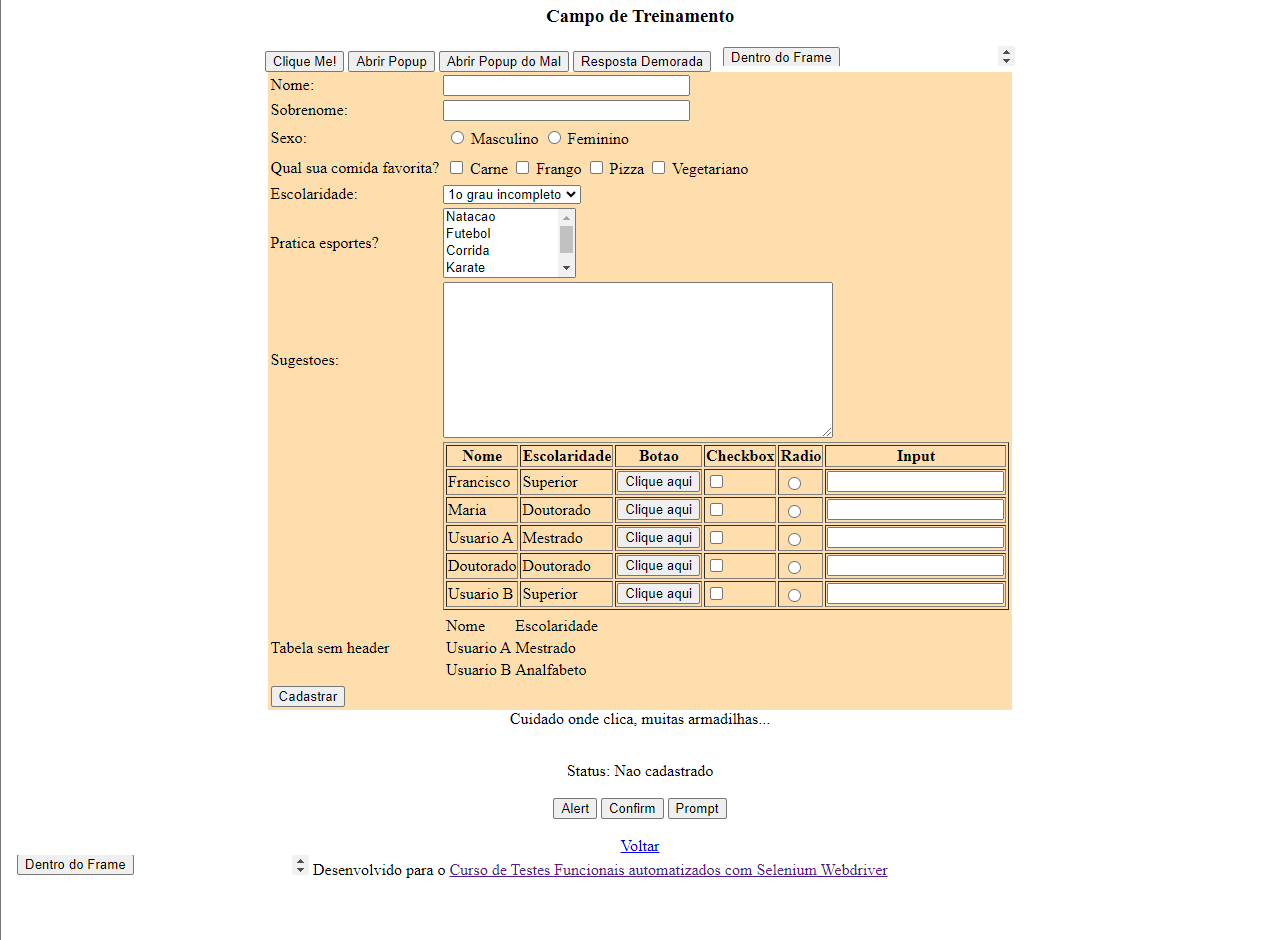 Campo de Treinamento
Clique Me! Abrir Popup Abrir Popup do Mal Resposta Demorada Dentro do Frame
Nome:
Sobrenome:
Sexo: Masculino Feminino
Qual sua comida favorita? Carne Frango Pizza Vegetariano
Escolaridade: 1o grau incompleto
Pratica esportes?
Natacao
Futebol
Corrida
Karate
Sugestoes:
Nome Escolaridade Botao Checkbox Radio Input
Francisco Superior Clique aqui
Maria Doutorado Clique aqui
Usuario A Mestrado Clique aqui
Doutorado Doutorado Clique aqui
Usuario B Superior Clique aqui
Tabela sem header
Nome Escolaridade
Usuario A Mestrado
Usuario B Analfabeto
Cadastrar
Cuidado onde clica, muitas armadilhas...
Status: Nao cadastrado
Alert Confirm Prompt
Voltar
Dentro do Frame Desenvolvido para o Curso de Testes Funcionais automatizados com Selenium Webdriver